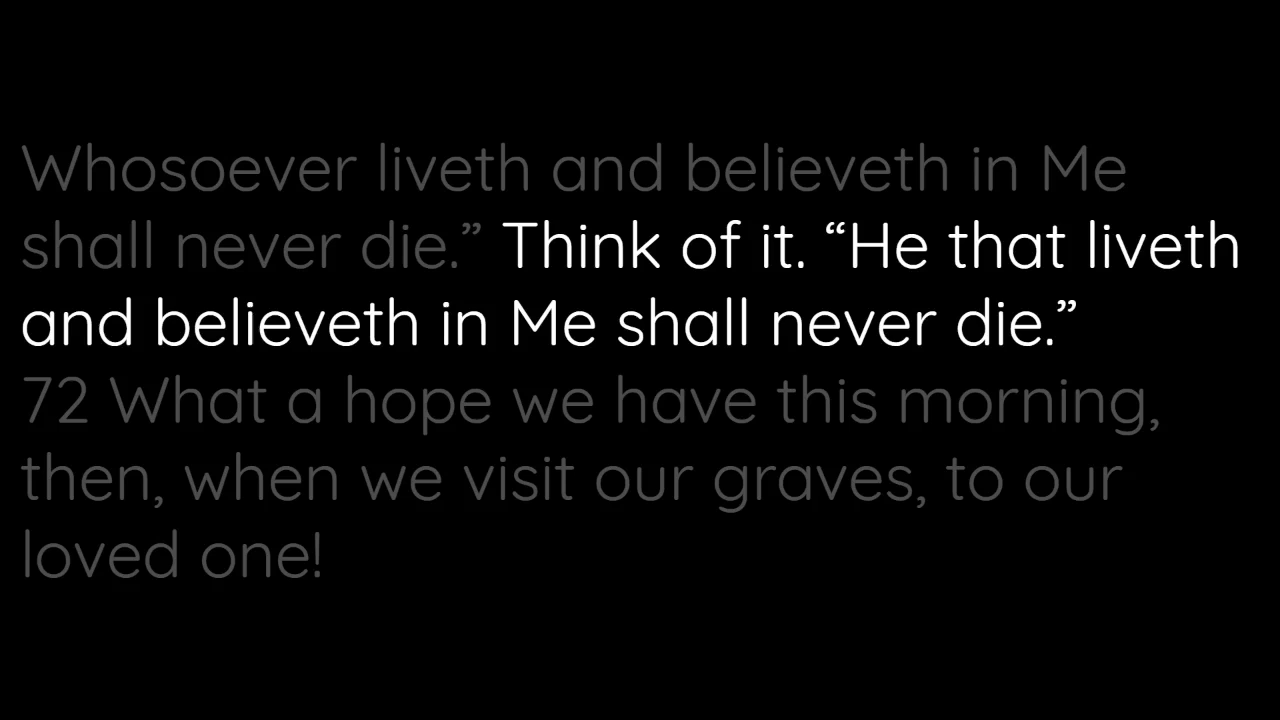 Whosoever liveth and believeth in Me
shall never die.” Think of it. “He that liveth
and believeth in Me shall never die.”
72 What a hope we have this morning,
then, when we visit our graves, to our
loved one!